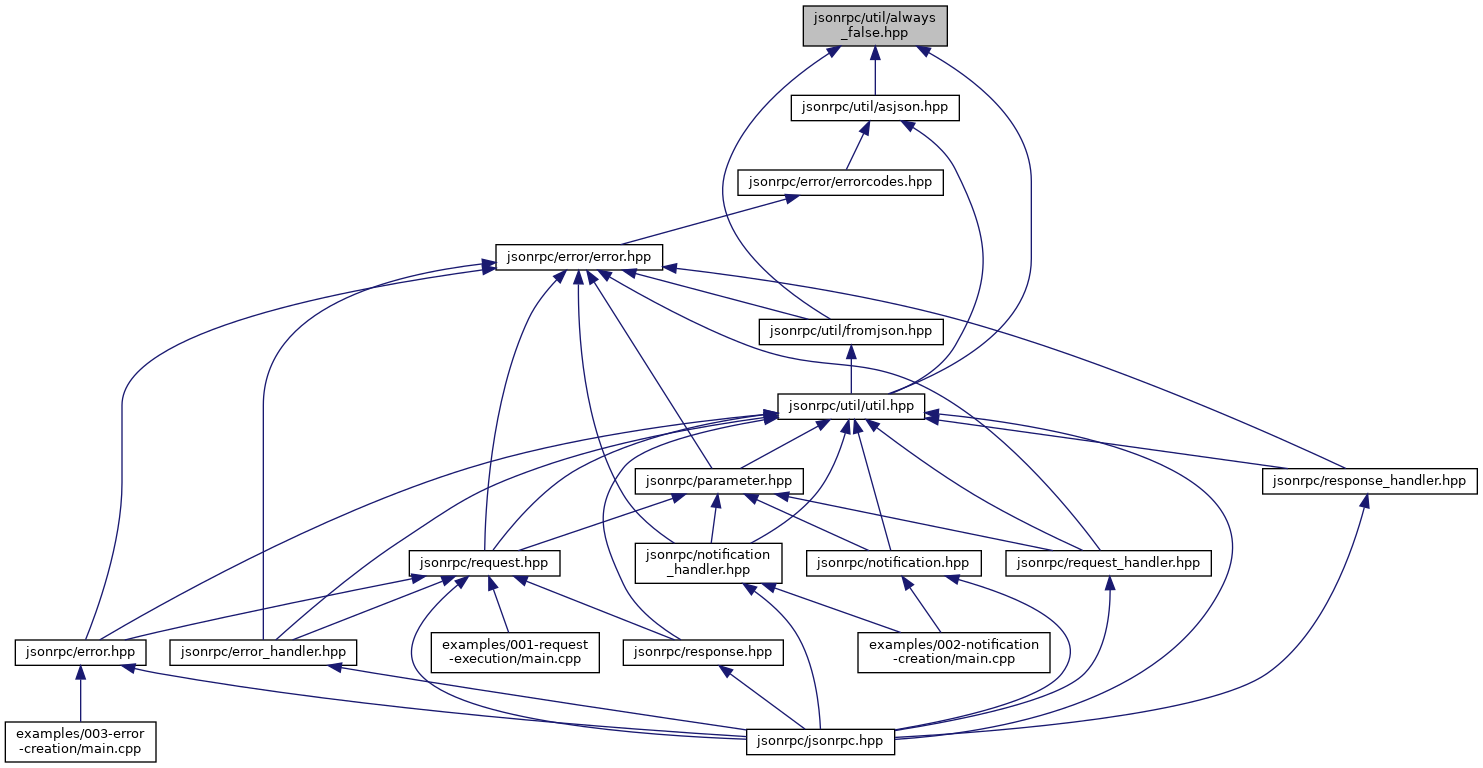 jsonrpc/util/always
_false.hpp
jsonrpc/util/asjson.hpp
jsonrpc/error/errorcodes.hpp
jsonrpc/error/error.hpp
jsonrpc/util/fromjson.hpp
jsonrpc/util/util.hpp
jsonrpc/parameter.hpp
jsonrpc/response_handler.hpp
jsonrpc/request.hpp
jsonrpc/notification
_handler.hpp
jsonrpc/notification.hpp
jsonrpc/request_handler.hpp
jsonrpc/error.hpp
jsonrpc/error_handler.hpp
examples/001-request
-execution/main.cpp
jsonrpc/response.hpp
examples/002-notification
-creation/main.cpp
examples/003-error
-creation/main.cpp
jsonrpc/jsonrpc.hpp